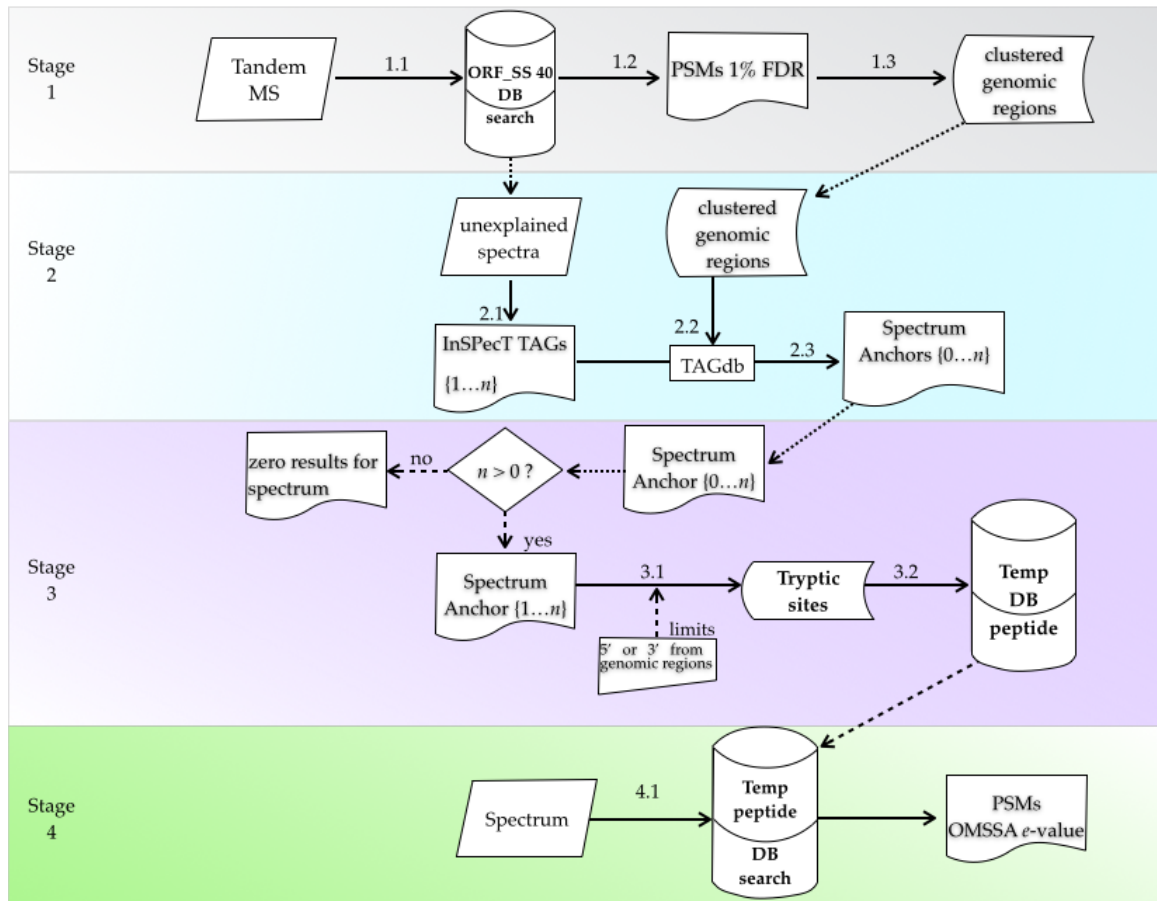 Stage
1
Tandem
MS
1.1
ORF_SS 40
DB
search
1.2
PSMs 1% FDR
1.3
clustered
genomic
regions
Stage
2
unexplained
spectra
clustered
genomic
regions
2.1
InSPecT TAGs
{1…n}
2.2
TAGdb
2.3
Spectrum
Anchors {0…n}
Stage
3
zero results for
spectrum
no
n > 0 ?
Spectrum
Anchor {0…n}
yes
Spectrum
Anchor {1…n}
3.1
limits
5' or 3' from
genomic regions
Tryptic
sites
3.2
Temp
DB
peptide
Stage
4
Spectrum
4.1
Temp
peptide
DB
search
PSMs
OMSSA e-value